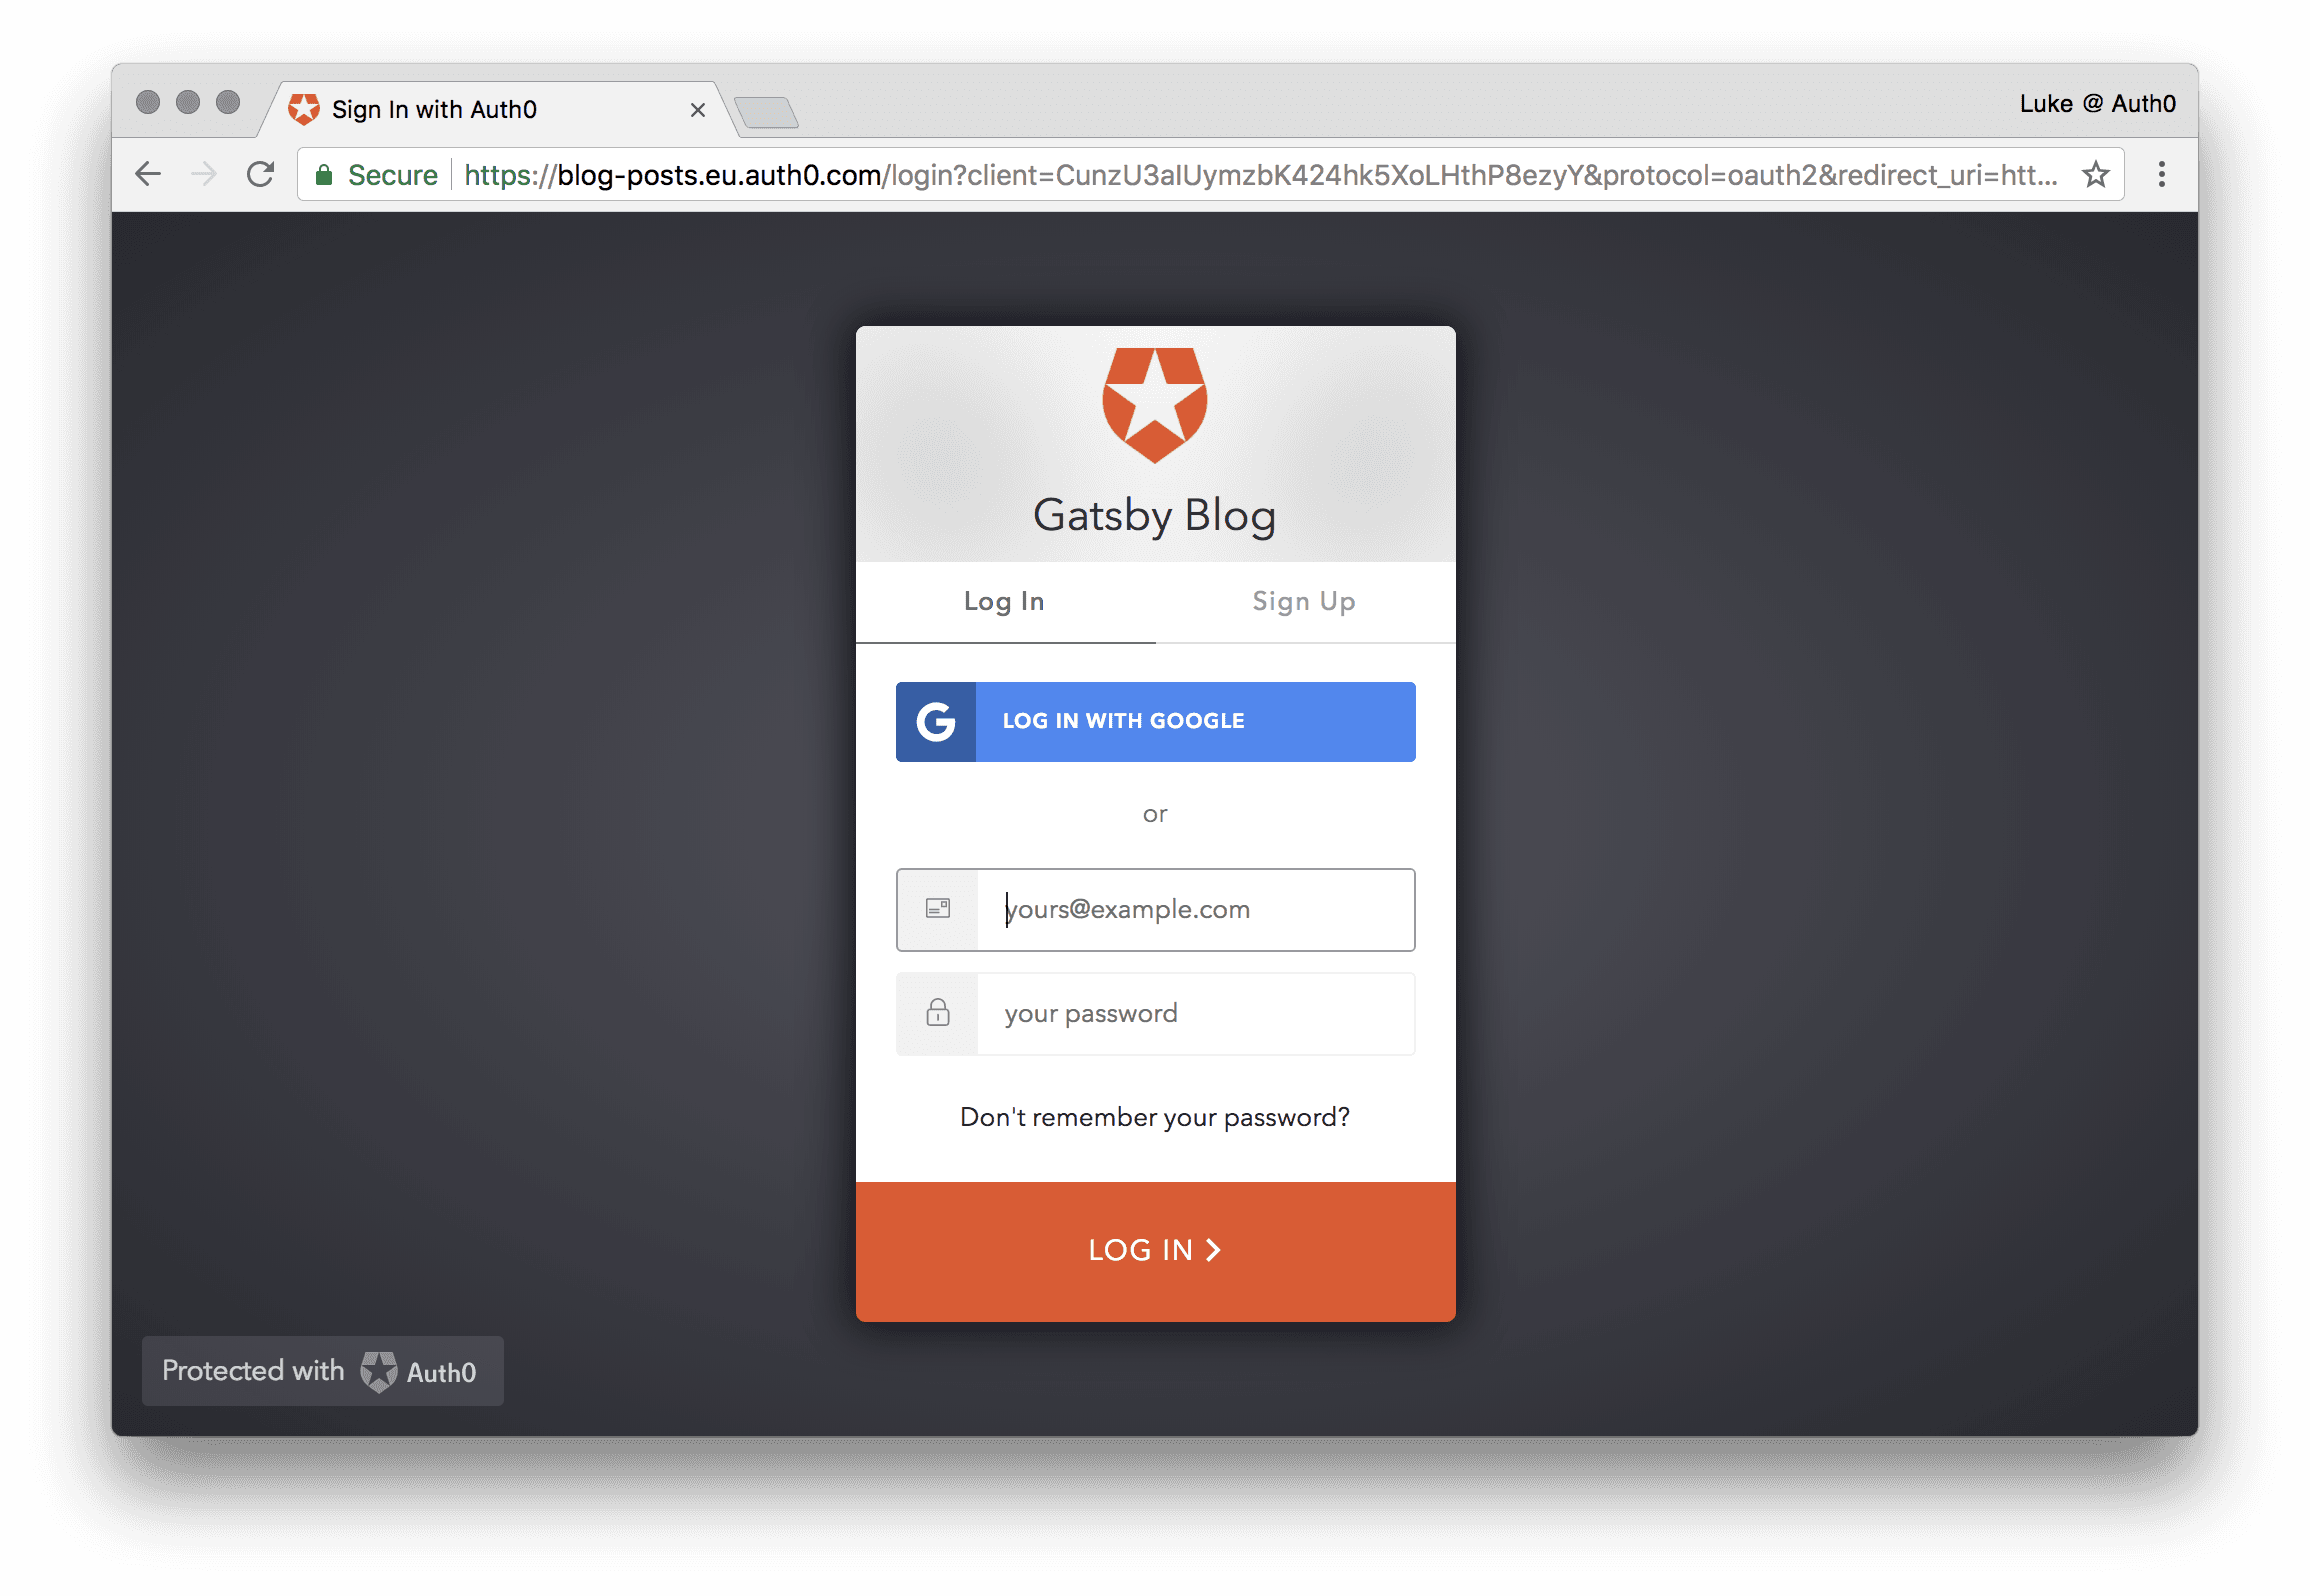 Sign In with Auth0
Luke @ Auth0
Secure https://blog-posts.eu.auth0.com/login?client=CunzU3aIUymzbK424hk5XoLHthP8ezyY&protocol=oauth2&redirect_uri=htt...
Gatsby Blog
Log In Sign Up
G LOG IN WITH GOOGLE
or
yours@example.com
your password
Don't remember your password?
LOG IN
Protected with Auth0